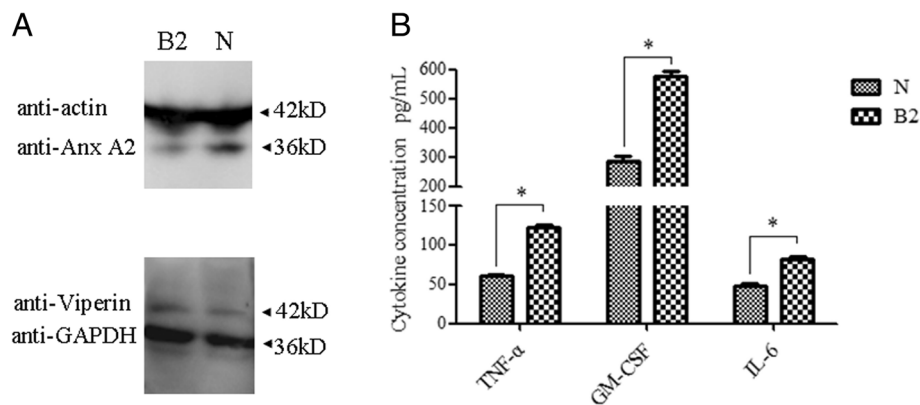 A
B2 N
anti-actin
42kD
anti-Anx A2
36kD
anti-Viperin
42kD
anti-GAPDH
36kD
B
Cytokine concentration pg/mL
600
500
400
300
200
150
100
50
0
*
*
*
TNF-α
GM-CSF
IL-6
N
B2